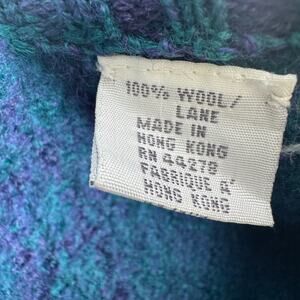 100% WOOL/
LANE
MADE IN
HONG KONG
RN 44278
FABRIQUE A'
HONG KONG